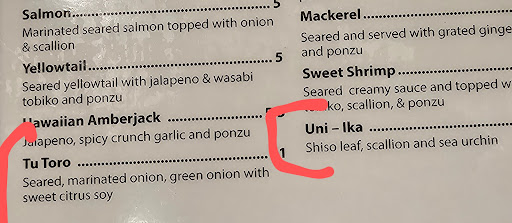 Salmon 5
Marinated seared salmon topped with onion
& scallion
Yellowtail 5
Seared yellowtail with jalapeno & wasabi
tobiko and ponzu
Hawaiian Amberjack
Jalapeno, spicy crunch garlic and ponzu
Tu Toro
Seared, marinated onion, green onion with
sweet citrus soy
Mackerel
Seared and served with grated ginge
and ponzu
Sweet Shrimp
Seared creamy sauce and topped w
scallion, & ponzu
Uni – Ika
Shiso leaf, scallion and sea urchin